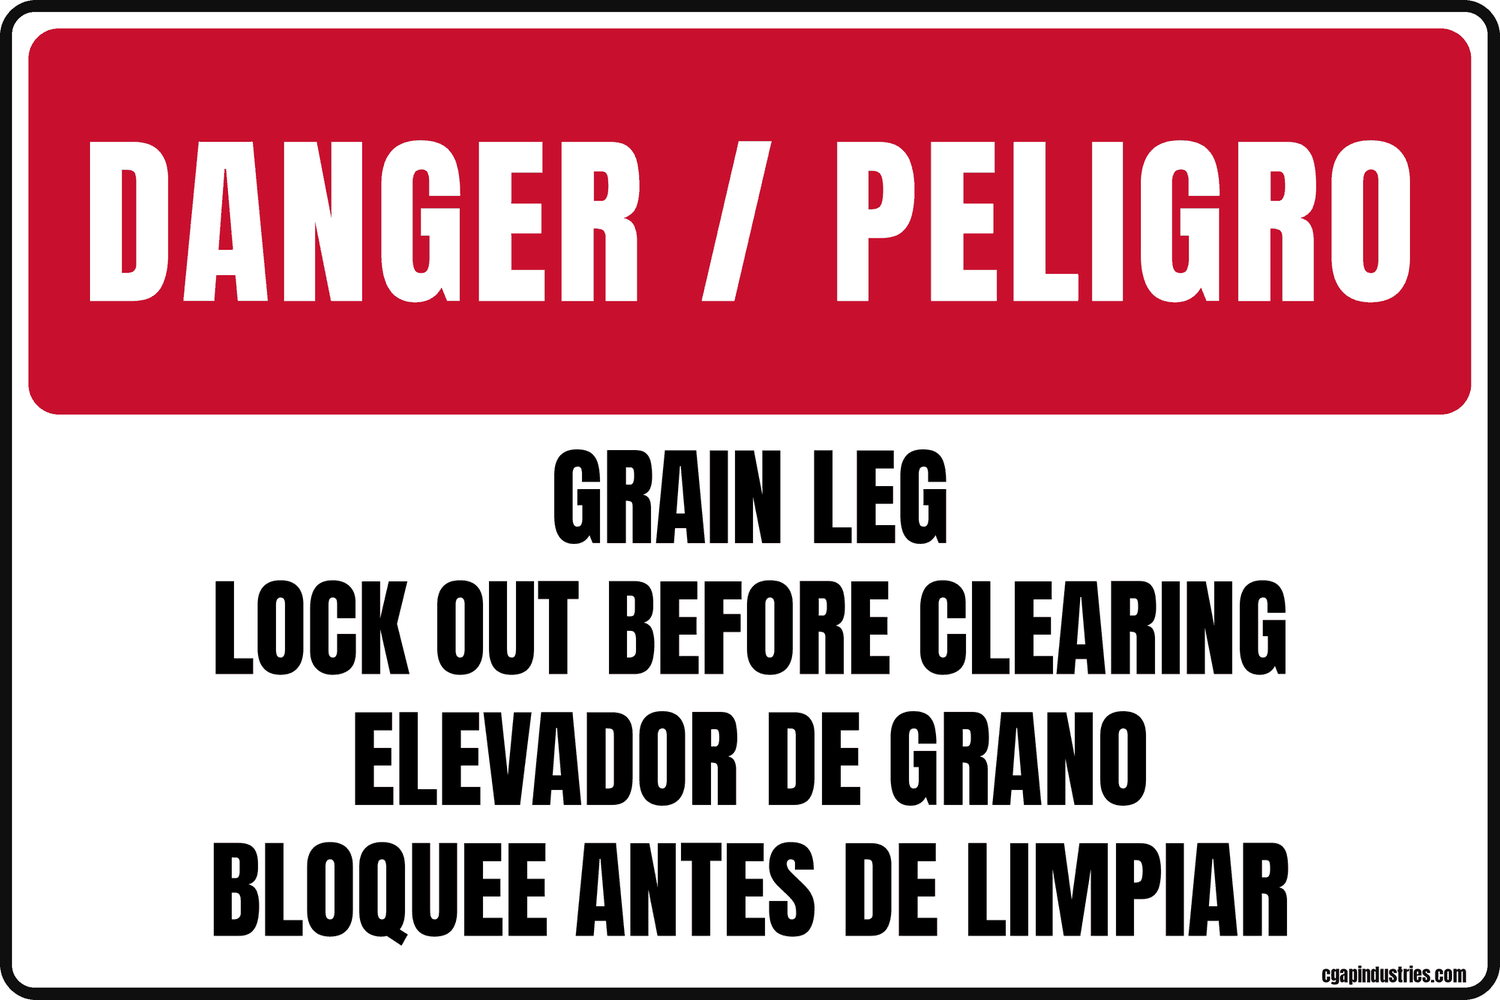 DANGER / PELIGRO
GRAIN LEG
LOCK OUT BEFORE CLEARING
ELEVADOR DE GRANO
BLOQUEE ANTES DE LIMPIAR
cgapindustries.com